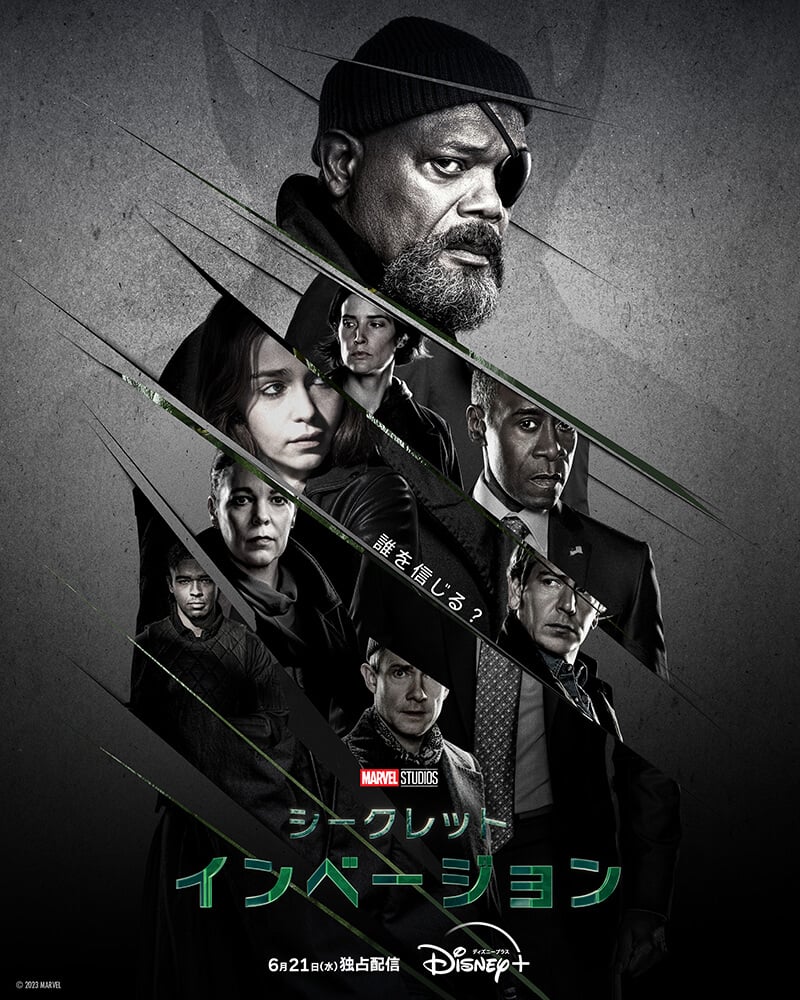 誰を信じる?
MARVEL STUDIOS
シークレット
インベージョン
6月21日(水)独占配信
ディズニープラス
Disney+
© 2023 MARVEL